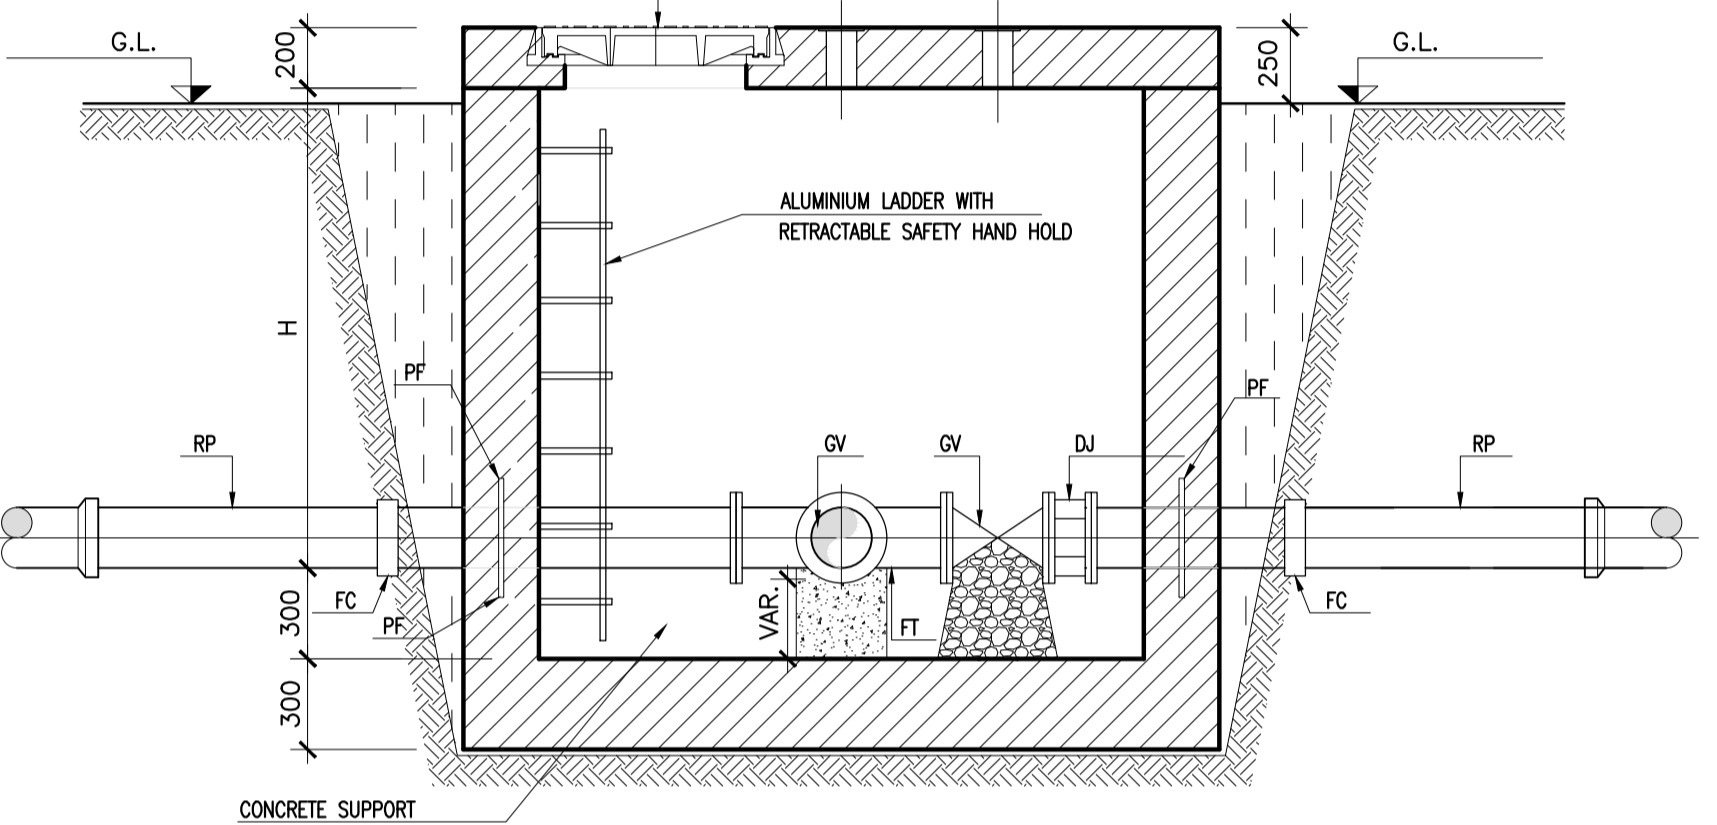 G.L.
200
250
G.L.
ALUMINIUM LADDER WITH
RETRACTABLE SAFETY HAND HOLD
H
PF
PF
RP
GV
GV
DJ
RP
300
FC
PF
VAR.
FT
FC
300
CONCRETE SUPPORT